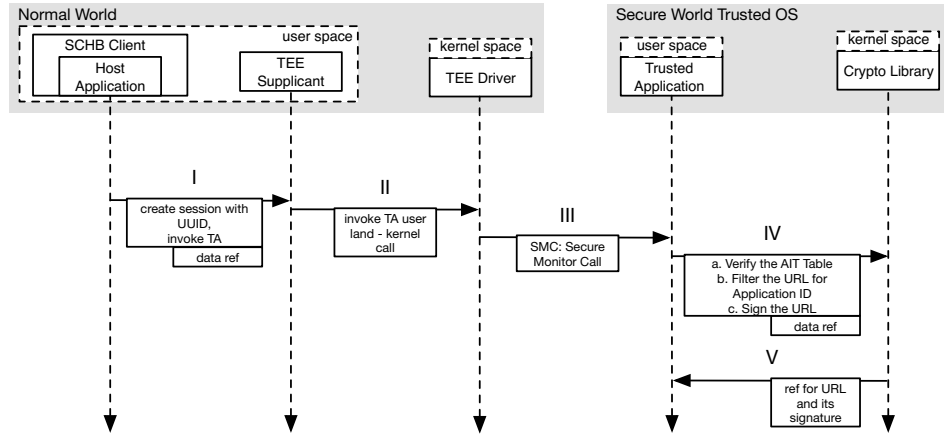 Normal World
user space
SCHB Client
Host
Application
TEE
Supplicant
kernel space
TEE Driver
Secure World Trusted OS
user space
Trusted
Application
kernel space
Crypto Library
I
create session with
UUID,
invoke TA
data ref
II
invoke TA user
land - kernel
call
III
SMC: Secure
Monitor Call
IV
a. Verify the AIT Table
b. Filter the URL for
Application ID
c. Sign the URL
data ref
V
ref for URL
and its
signature